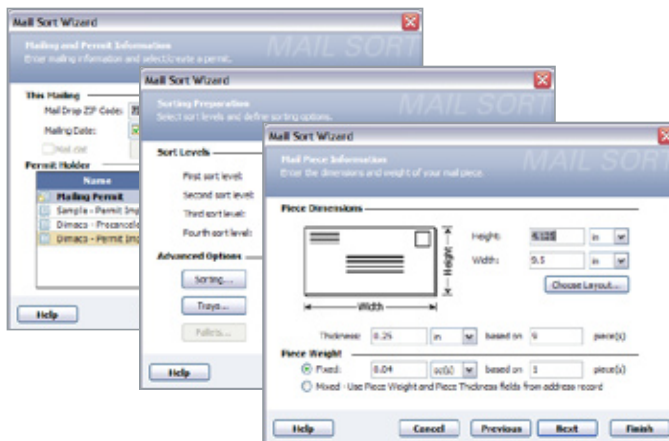 Mail Sort Wizard
MAIL SORT
Mailing and Permit Information
Enter mailing information and select/create a permit.
This Mailing
Mail Drop ZIP Code:
Mailing Date:
Mail.dat
Permit Holder
Name
Mailing Permit
Sample - Permit Imp
Dimaco - Precancele
Dimaco - Permit Imp
Help
Mail Sort Wizard
MAIL SORT
Sorting Preparation
Select sort levels and define sorting options.
Sort Levels
First sort level:
Second sort level:
Third sort level:
Fourth sort level:
Advanced Options
Sorting...
Trays...
Pallets...
Help
Mail Sort Wizard
MAIL SORT
Mail Piece Information
Enter the dimensions and weight of your mail piece.
Piece Dimensions
Height: 4.125 in
Width: 9.5 in
Height
Choose Layout...
Width
Thickness: 0.25 in based on 9 piece(s)
Piece Weight
Fixed: 0.04 oz(s) based on 1 piece(s)
Mixed - Use Piece Weight and Piece Thickness fields from address record
Help Cancel Previous Next Finish